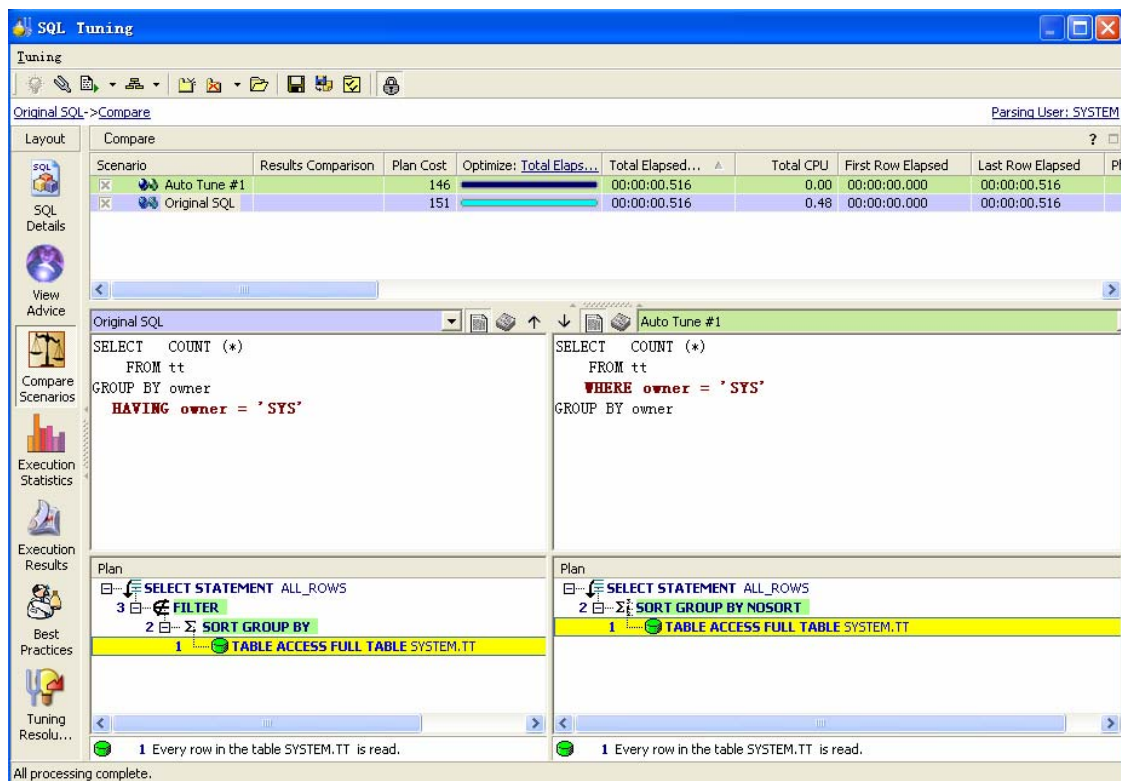 SQL Tuning
Tuning
Original SQL->Compare
Parsing User: SYSTEM
Layout
Compare
?
Scenario Results Comparison Plan Cost Optimize: Total Elaps... Total Elapsed... Total CPU First Row Elapsed Last Row Elapsed
Auto Tune #1 146 00:00:00.516 0.00 00:00:00.000 00:00:00.516
Original SQL 151 00:00:00.516 0.48 00:00:00.000 00:00:00.516
SQL
SQL
Details
View
Advice
Compare
Scenarios
Execution
Statistics
Execution
Results
Best
Practices
Tuning
Resolu...
Original SQL
SELECT COUNT (*)
FROM tt
GROUP BY owner
HAVING owner = 'SYS'
Auto Tune #1
SELECT COUNT (*)
FROM tt
WHERE owner = 'SYS'
GROUP BY owner
Plan
SELECT STATEMENT ALL_ROWS
3 FILTER
2 SORT GROUP BY
1 TABLE ACCESS FULL TABLE SYSTEM.TT
1 Every row in the table SYSTEM.TT is read.
Plan
SELECT STATEMENT ALL_ROWS
2 SORT GROUP BY NOSORT
1 TABLE ACCESS FULL TABLE SYSTEM.TT
1 Every row in the table SYSTEM.TT is read.
All processing complete.